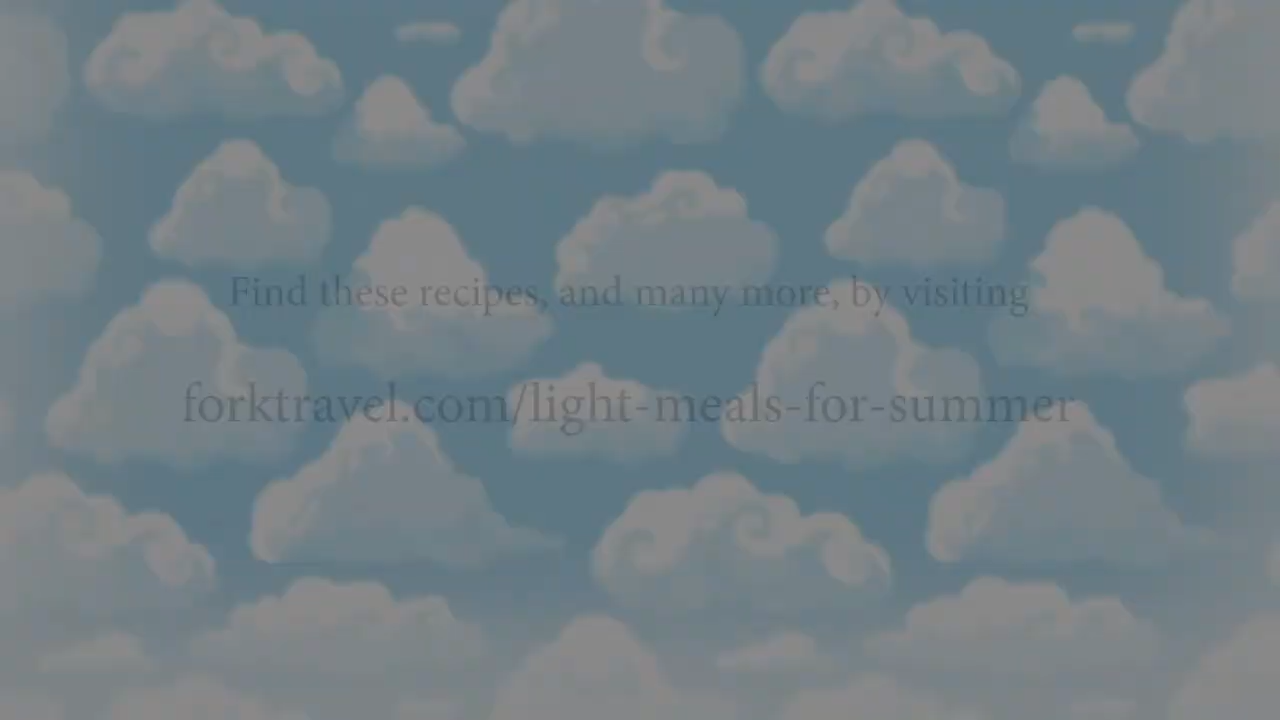 Find these recipes, and many more, by visiting
forktravel.com/light-meals-for-summer